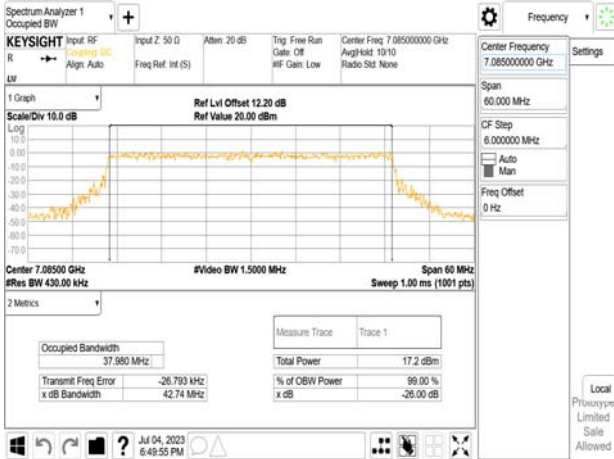 Spectrum Analyzer 1
Occupied BW
Frequency
KEYSIGHT
R
Input: RF
Coupling: DC
Align: Auto
Input Z: 50 Ω
Freq Ref: Int (S)
Atten: 20 dB
Trig: Free Run
Gate: Off
#IF Gain: Low
Center Freq: 7.085000000 GHz
Avg|Hold: 10/10
Radio Std: None
1 Graph
Scale/Div 10.0 dB
Ref Lvl Offset 12.20 dB
Ref Value 20.00 dBm
Log
10.0
0.00
-10.0
-20.0
-30.0
-40.0
-50.0
-60.0
-70.0
Center 7.08500 GHz
#Res BW 430.00 kHz
#Video BW 1.5000 MHz
Span 60 MHz
Sweep 1.00 ms (1001 pts)
2 Metrics
Measure Trace
Trace 1
Occupied Bandwidth
37.980 MHz
Total Power
17.2 dBm
Transmit Freq Error
-26.793 kHz
% of OBW Power
99.00 %
x dB Bandwidth
42.74 MHz
x dB
-26.00 dB
Jul 04, 2023
6:49:55 PM
Center Frequency
7.085000000 GHz
Settings
Span
60.000 MHz
CF Step
6.000000 MHz
Auto
Man
Freq Offset
0 Hz
Local
Prototype
Limited
Sale
Allowed